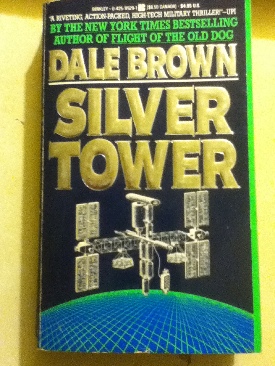 "A RIVETING, ACTION-PACKED, HIGH-TECH MILITARY THRILLER!"—UPI
BY THE NEW YORK TIMES BESTSELLING
AUTHOR OF FLIGHT OF THE OLD DOG
DALE BROWN
SILVER
TOWER